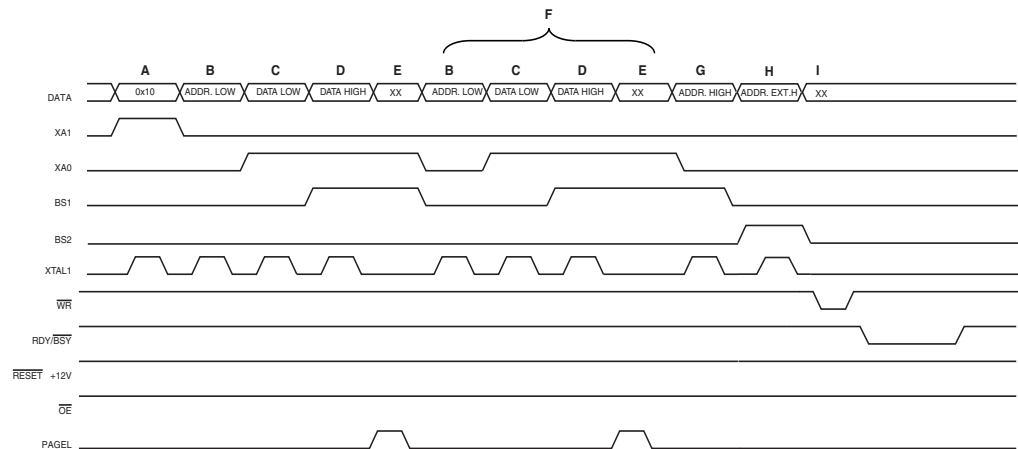 F
A B C D E B C D E G H I
DATA 0x10 ADDR. LOW DATA LOW DATA HIGH XX ADDR. LOW DATA LOW DATA HIGH XX ADDR. HIGH ADDR. EXT.H XX
XA1
XA0
BS1
BS2
XTAL1
WR
RDY/BSY
RESET +12V
OE
PAGEL